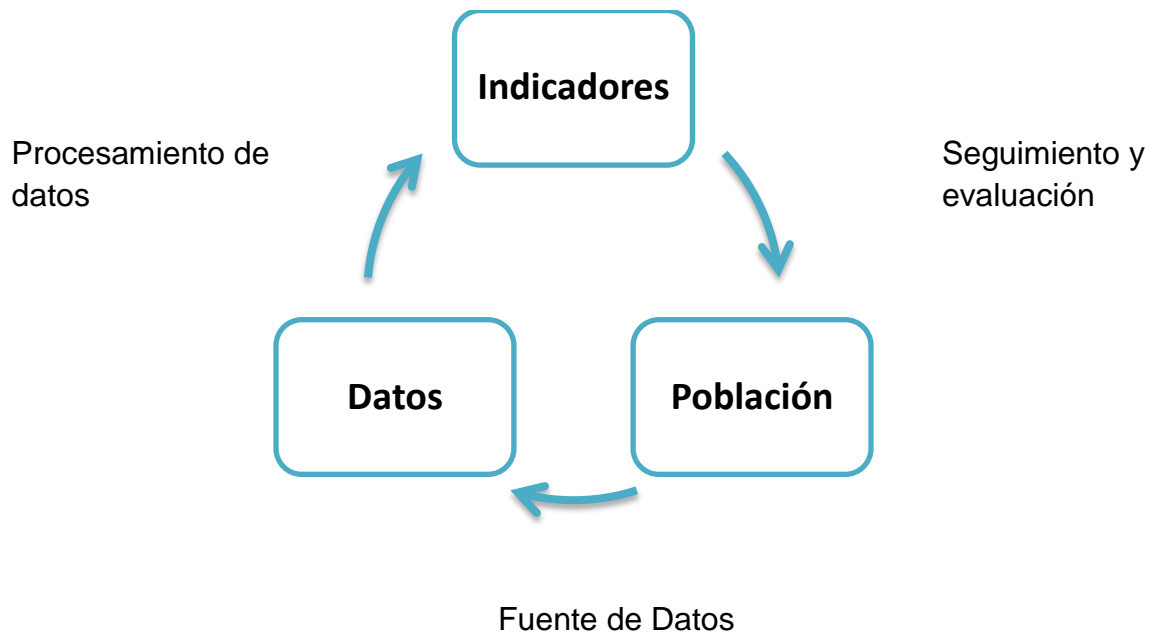 Indicadores
Procesamiento de
datos
Seguimiento y
evaluación
Datos
Población
Fuente de Datos